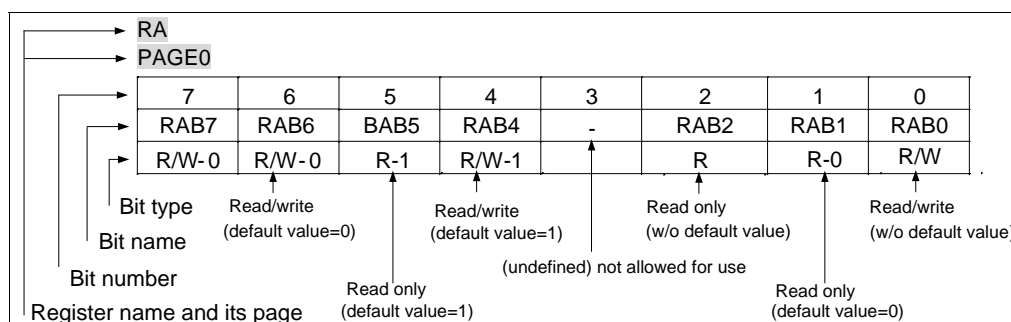 RA
PAGE0
7 6 5 4 3 2 1 0
RAB7 RAB6 BAB5 RAB4 - RAB2 RAB1 RAB0
R/W-0 R/W-0 R-1 R/W-1 R R-0 R/W
Bit type
Read/write
(default value=0)
Read/write
(default value=1)
Read only
(w/o default value)
Read/write
(w/o default value)
Bit name
(undefined) not allowed for use
Bit number
Read only
(default value=1)
Read only
(default value=0)
Register name and its page